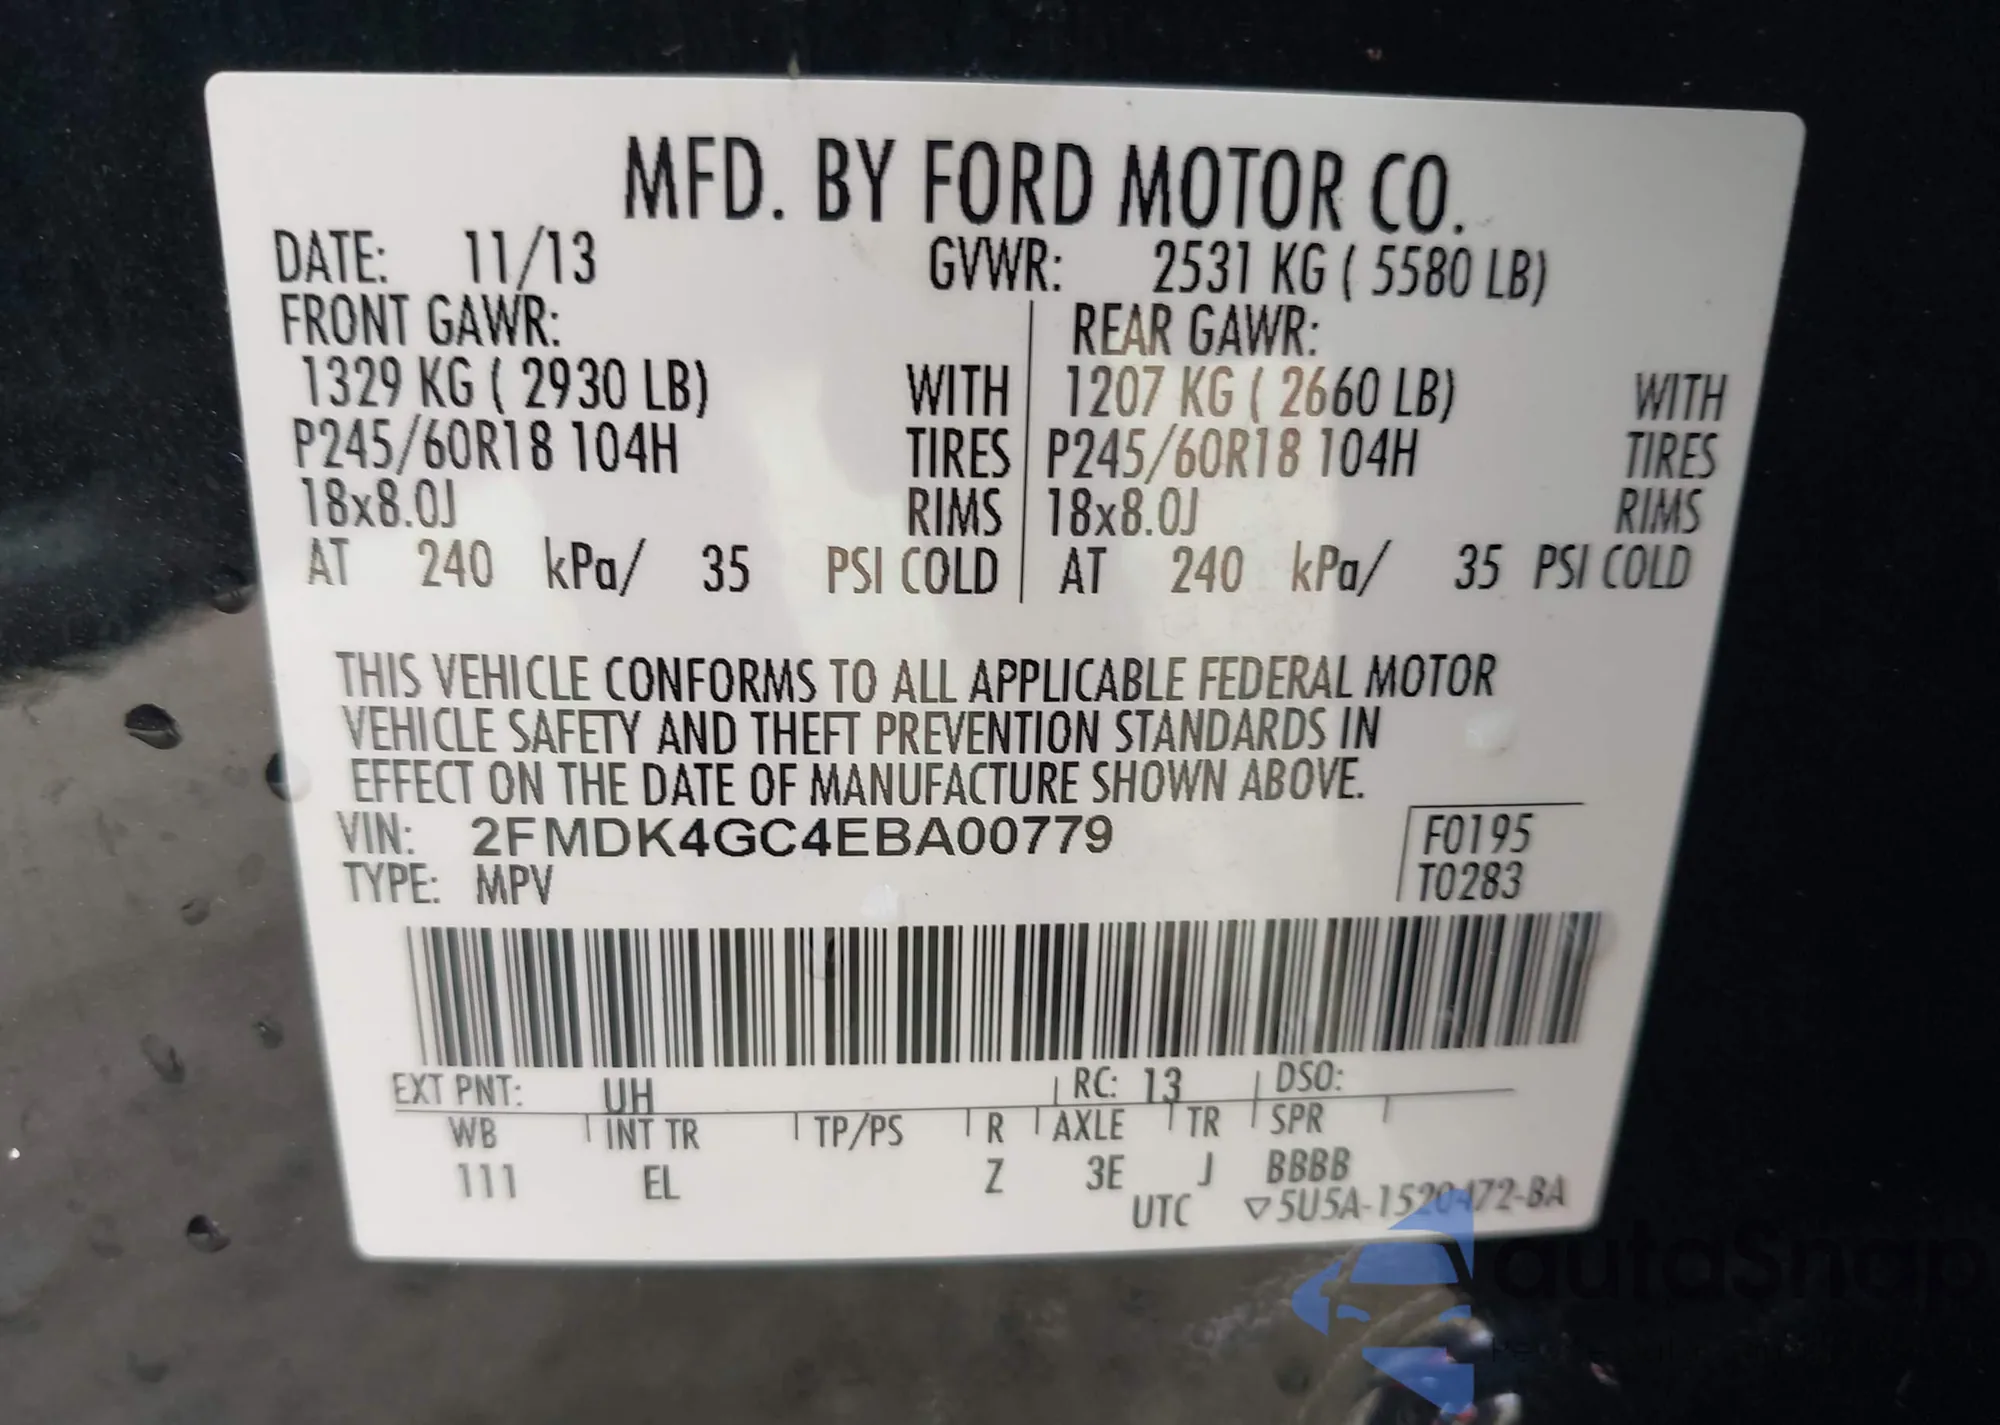 MFD. BY FORD MOTOR CO.
DATE: 11/13 GVWR: 2531 KG ( 5580 LB)
FRONT GAWR: REAR GAWR:
1329 KG ( 2930 LB) WITH 1207 KG ( 2660 LB) WITH
P245/60R18 104H TIRES P245/60R18 104H TIRES
18x8.0J RIMS 18x8.0J RIMS
AT 240 kPa/ 35 PSI COLD AT 240 kPa/ 35 PSI COLD
THIS VEHICLE CONFORMS TO ALL APPLICABLE FEDERAL MOTOR
VEHICLE SAFETY AND THEFT PREVENTION STANDARDS IN
EFFECT ON THE DATE OF MANUFACTURE SHOWN ABOVE.
VIN: 2FMDK4GC4EBA00779 F0195
TYPE: MPV T0283
EXT PNT: UH RC: 13 DSO:
WB INT TR TP/PS R AXLE TR SPR
111 EL Z 3E J BBBB
UTC ▽5U5A-1520472-BA
autoSnap